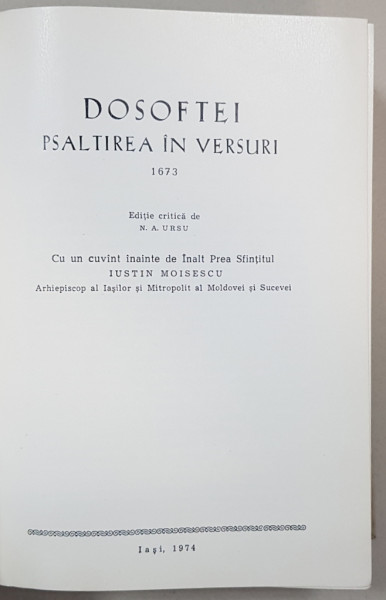 DOSOFTEI
PSALTIREA ÎN VERSURI
1673
Ediție critică de
N. A. URSU
Cu un cuvînt înainte de Înalt Prea Sfințitul
IUSTIN MOISESCU
Arhiepiscop al Iașilor și Mitropolit al Moldovei și Sucevei
Iași, 1974